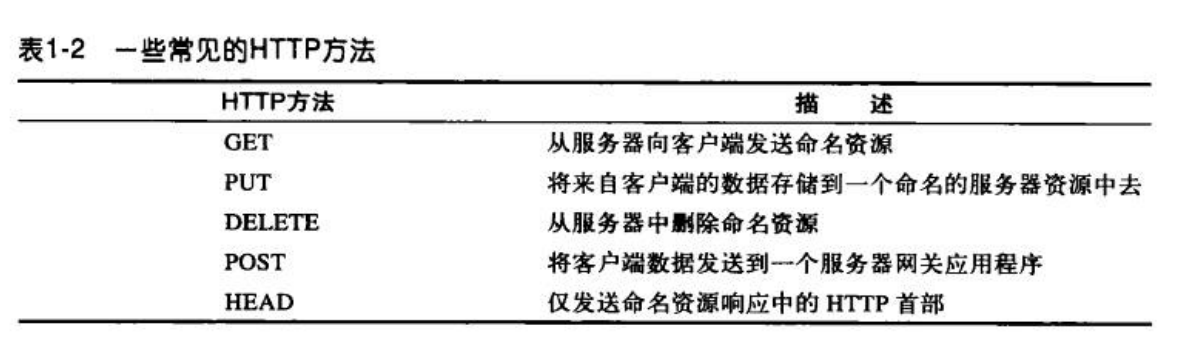 表1-2 一些常见的HTTP方法
HTTP方法 描 述
GET 从服务器向客户端发送命名资源
PUT 将来自客户端的数据存储到一个命名的服务器资源中去
DELETE 从服务器中删除命名资源
POST 将客户端数据发送到一个服务器网关应用程序
HEAD 仅发送命名资源响应中的 HTTP 首部